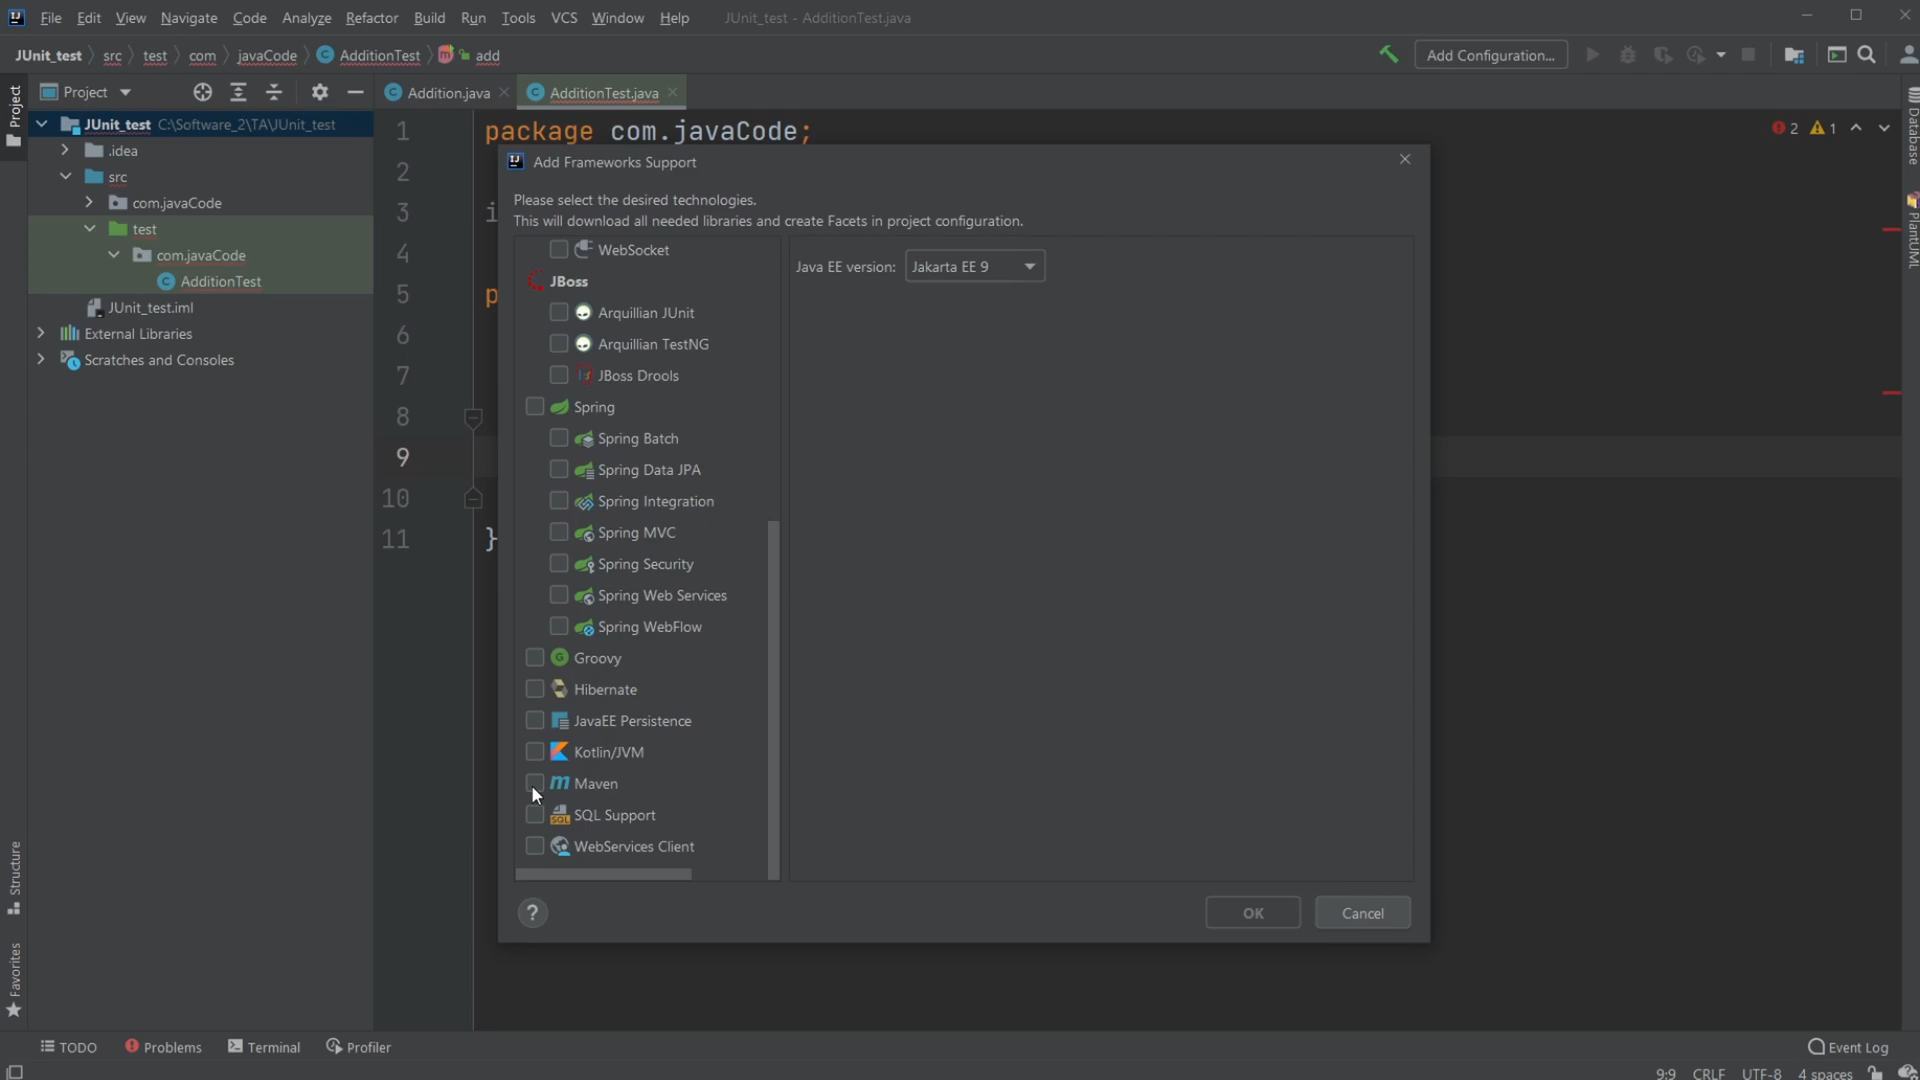 File Edit View Navigate Code Analyze Refactor Build Run Tools VCS Window Help JUnit_test - AdditionTest.java
JUnit_test src test com javaCode AdditionTest add Add Configuration...
Project
Addition.java AdditionTest.java
JUnit_test C:\Software_2\TA\JUnit_test
.idea
src
com.javaCode
test
com.javaCode
AdditionTest
JUnit_test.iml
External Libraries
Scratches and Consoles
Project
Structure
Favorites
1 package com.javaCode;
2
3 i
4
5 p
6
7
8
9
10
11 }
2 1
Database
PlantUML
Add Frameworks Support
Please select the desired technologies.
This will download all needed libraries and create Facets in project configuration.
WebSocket
JBoss
Arquillian JUnit
Arquillian TestNG
JBoss Drools
Spring
Spring Batch
Spring Data JPA
Spring Integration
Spring MVC
Spring Security
Spring Web Services
Spring WebFlow
Groovy
Hibernate
JavaEE Persistence
Kotlin/JVM
Maven
SQL Support
WebServices Client
Java EE version: Jakarta EE 9
?
OK Cancel
TODO Problems Terminal Profiler Event Log
9:9 CRLF UTF-8 4 spaces